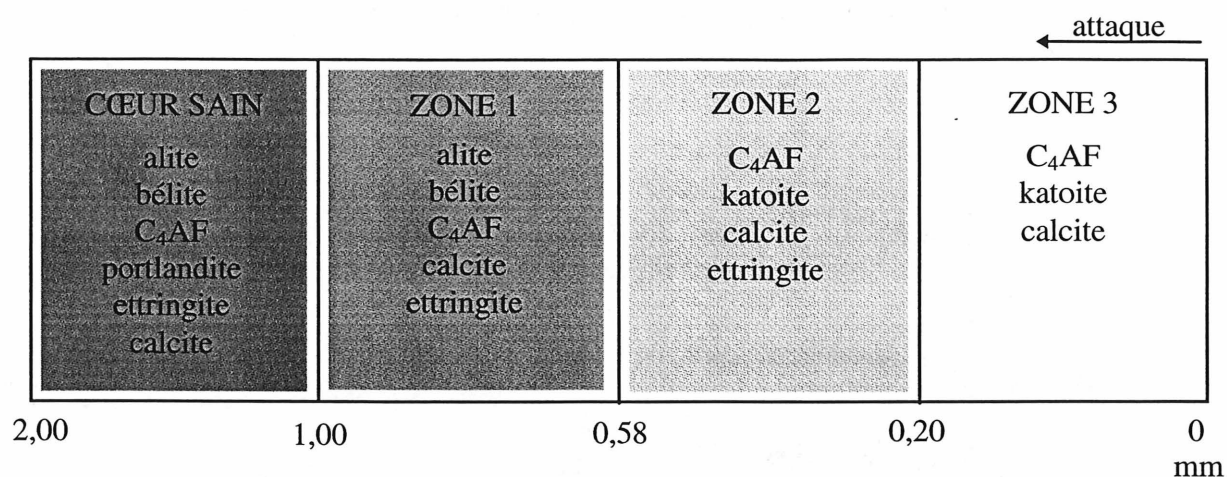 attaque
CŒUR SAIN
alite
bélite
C₄AF
portlandite
ettringite
calcite
ZONE 1
alite
bélite
C₄AF
calcite
ettringite
ZONE 2
C₄AF
katoite
calcite
ettringite
ZONE 3
C₄AF
katoite
calcite
2,00
1,00
0,58
0,20
0
mm